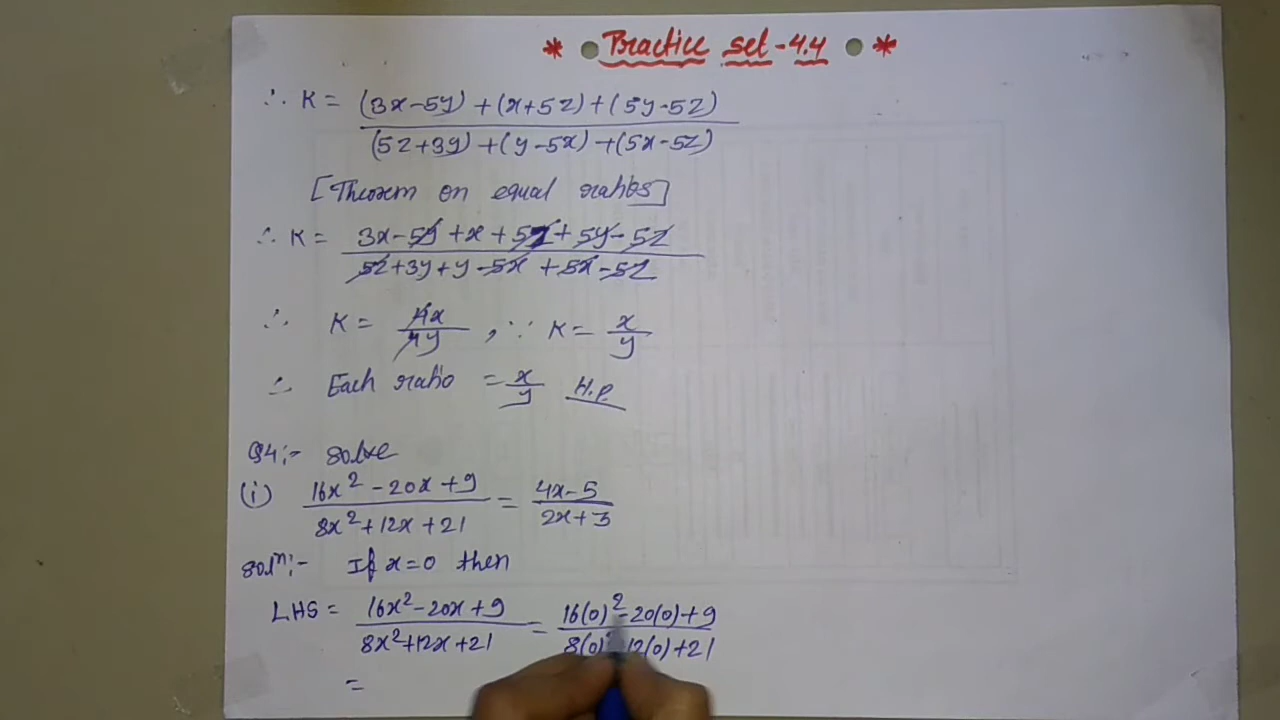 * • Practice set-4.4 • *
∴ K = (3x-5y) + (x+5z) + (5y-5z)
(5z+3y) + (y-5x) + (5x-5z)
[Theorem on equal ratios]
∴ K = 3x-5y + x + 5z + 5y - 5z
5z+3y+y-5x + 5x-5z
∴ K = 4x/4y , ∵ K = x/y
∴ Each ratio = x/y H.P.
Q4:- solve
(i) 16x²-20x+9 / 8x²+12x+21 = 4x-5 / 2x+3
solⁿ:- If x=0 then
LHS = 16x²-20x+9 / 8x²+12x+21 = 16(0)²-20(0)+9 / 8(0)² 12(0)+21
=